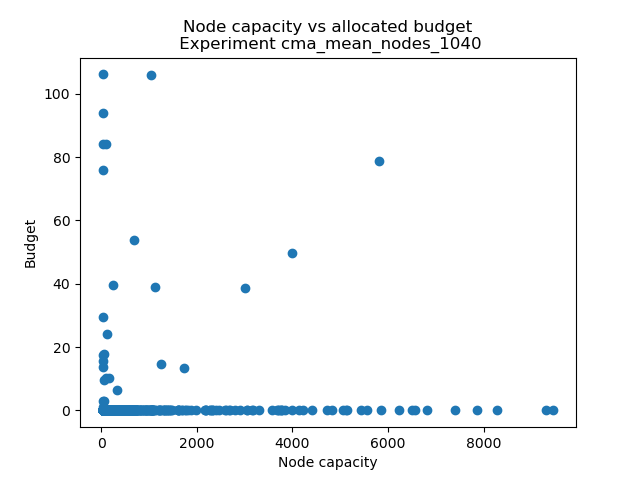 Node capacity vs allocated budget
Experiment cma_mean_nodes_1040
100
80
60
40
20
0
Budget
0 2000 4000 6000 8000
Node capacity